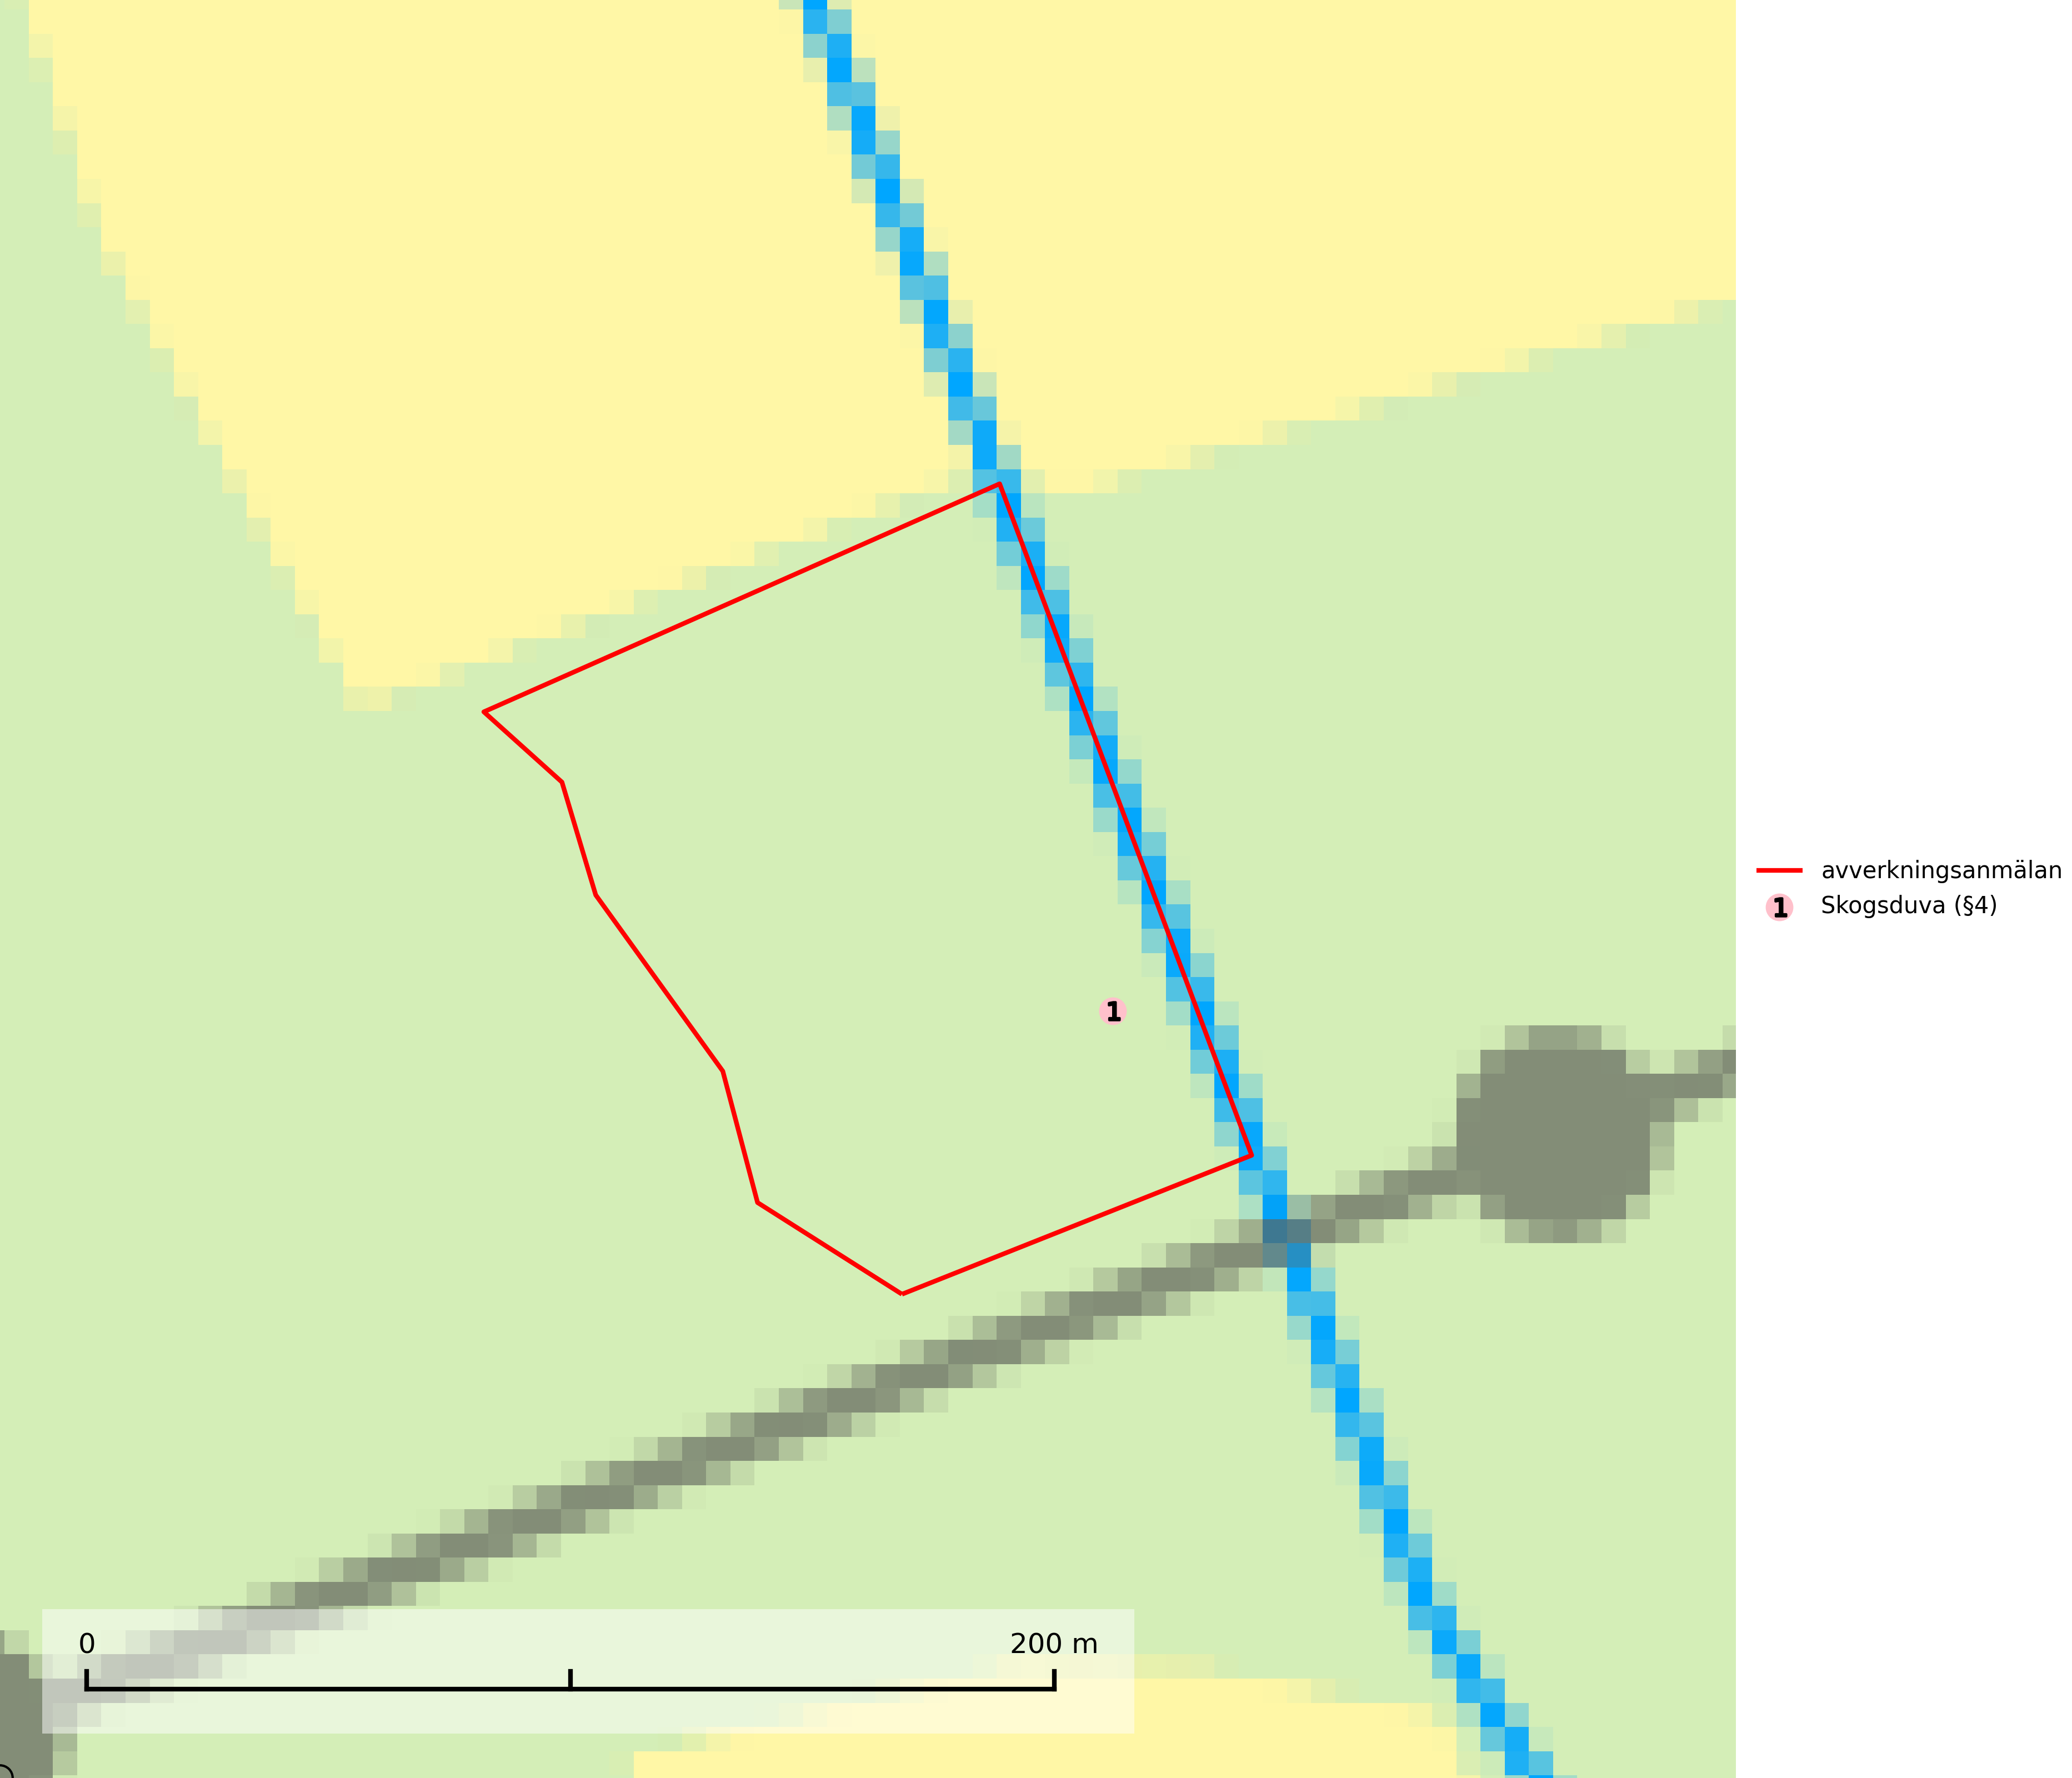 avverkningsanmälan
1 Skogsduva (§4)
1
0 200 m